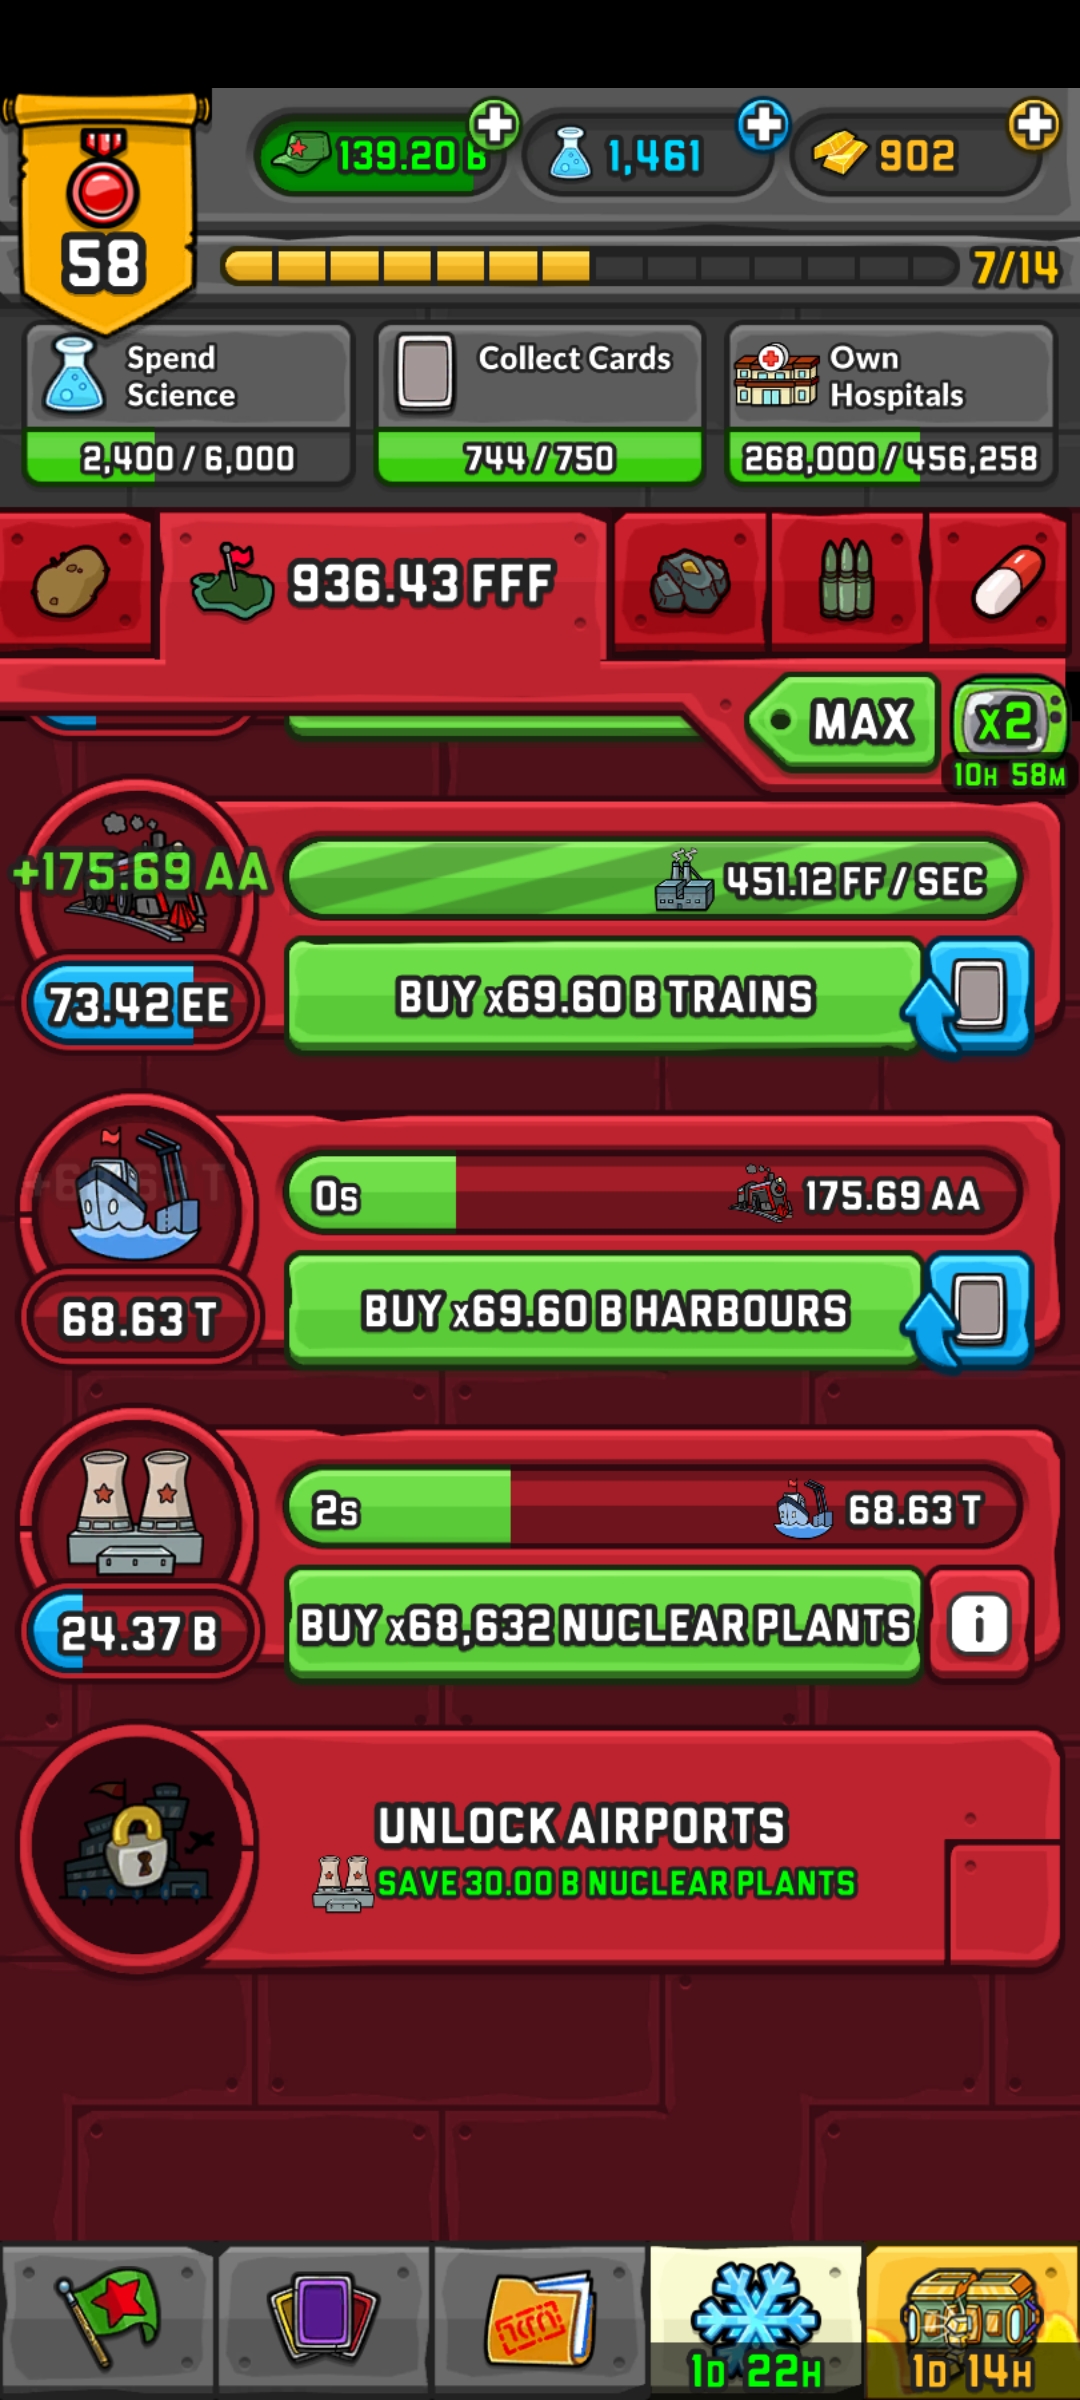 139.20 B
1,461
902
58
7/14
Spend
Science
2,400 / 6,000
Collect Cards
744 / 750
Own
Hospitals
268,000 / 456,258
936.43 FFF
MAX
x2
10H 58M
+175.69 AA
451.12 FF / SEC
73.42 EE
BUY x69.60 B TRAINS
0s
175.69 AA
68.63 T
BUY x69.60 B HARBOURS
2s
68.63 T
24.37 B
BUY x68,632 NUCLEAR PLANTS
i
UNLOCK AIRPORTS
SAVE 30.00 B NUCLEAR PLANTS
1D 22H
1D 14H